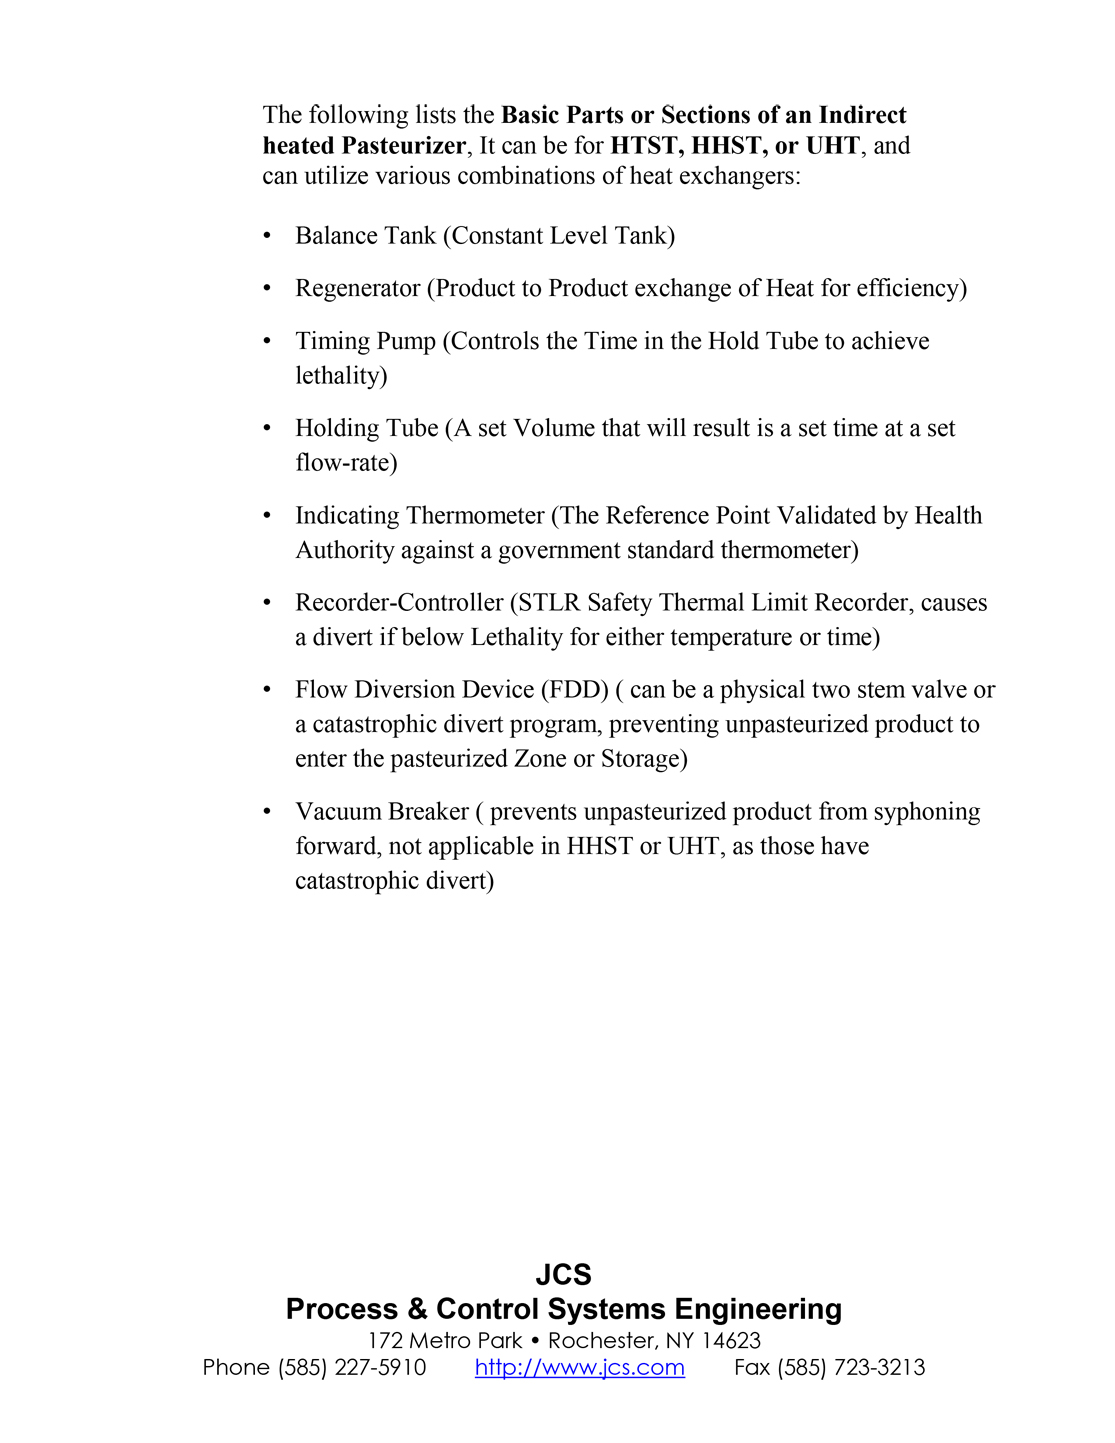 The following lists the Basic Parts or Sections of an Indirect
heated Pasteurizer, It can be for HTST, HHST, or UHT, and
can utilize various combinations of heat exchangers:
• Balance Tank (Constant Level Tank)
• Regenerator (Product to Product exchange of Heat for efficiency)
• Timing Pump (Controls the Time in the Hold Tube to achieve
lethality)
• Holding Tube (A set Volume that will result is a set time at a set
flow-rate)
• Indicating Thermometer (The Reference Point Validated by Health
Authority against a government standard thermometer)
• Recorder-Controller (STLR Safety Thermal Limit Recorder, causes
a divert if below Lethality for either temperature or time)
• Flow Diversion Device (FDD) ( can be a physical two stem valve or
a catastrophic divert program, preventing unpasteurized product to
enter the pasteurized Zone or Storage)
• Vacuum Breaker ( prevents unpasteurized product from syphoning
forward, not applicable in HHST or UHT, as those have
catastrophic divert)
JCS
Process & Control Systems Engineering
172 Metro Park • Rochester, NY 14623
Phone (585) 227-5910 http://www.jcs.com Fax (585) 723-3213